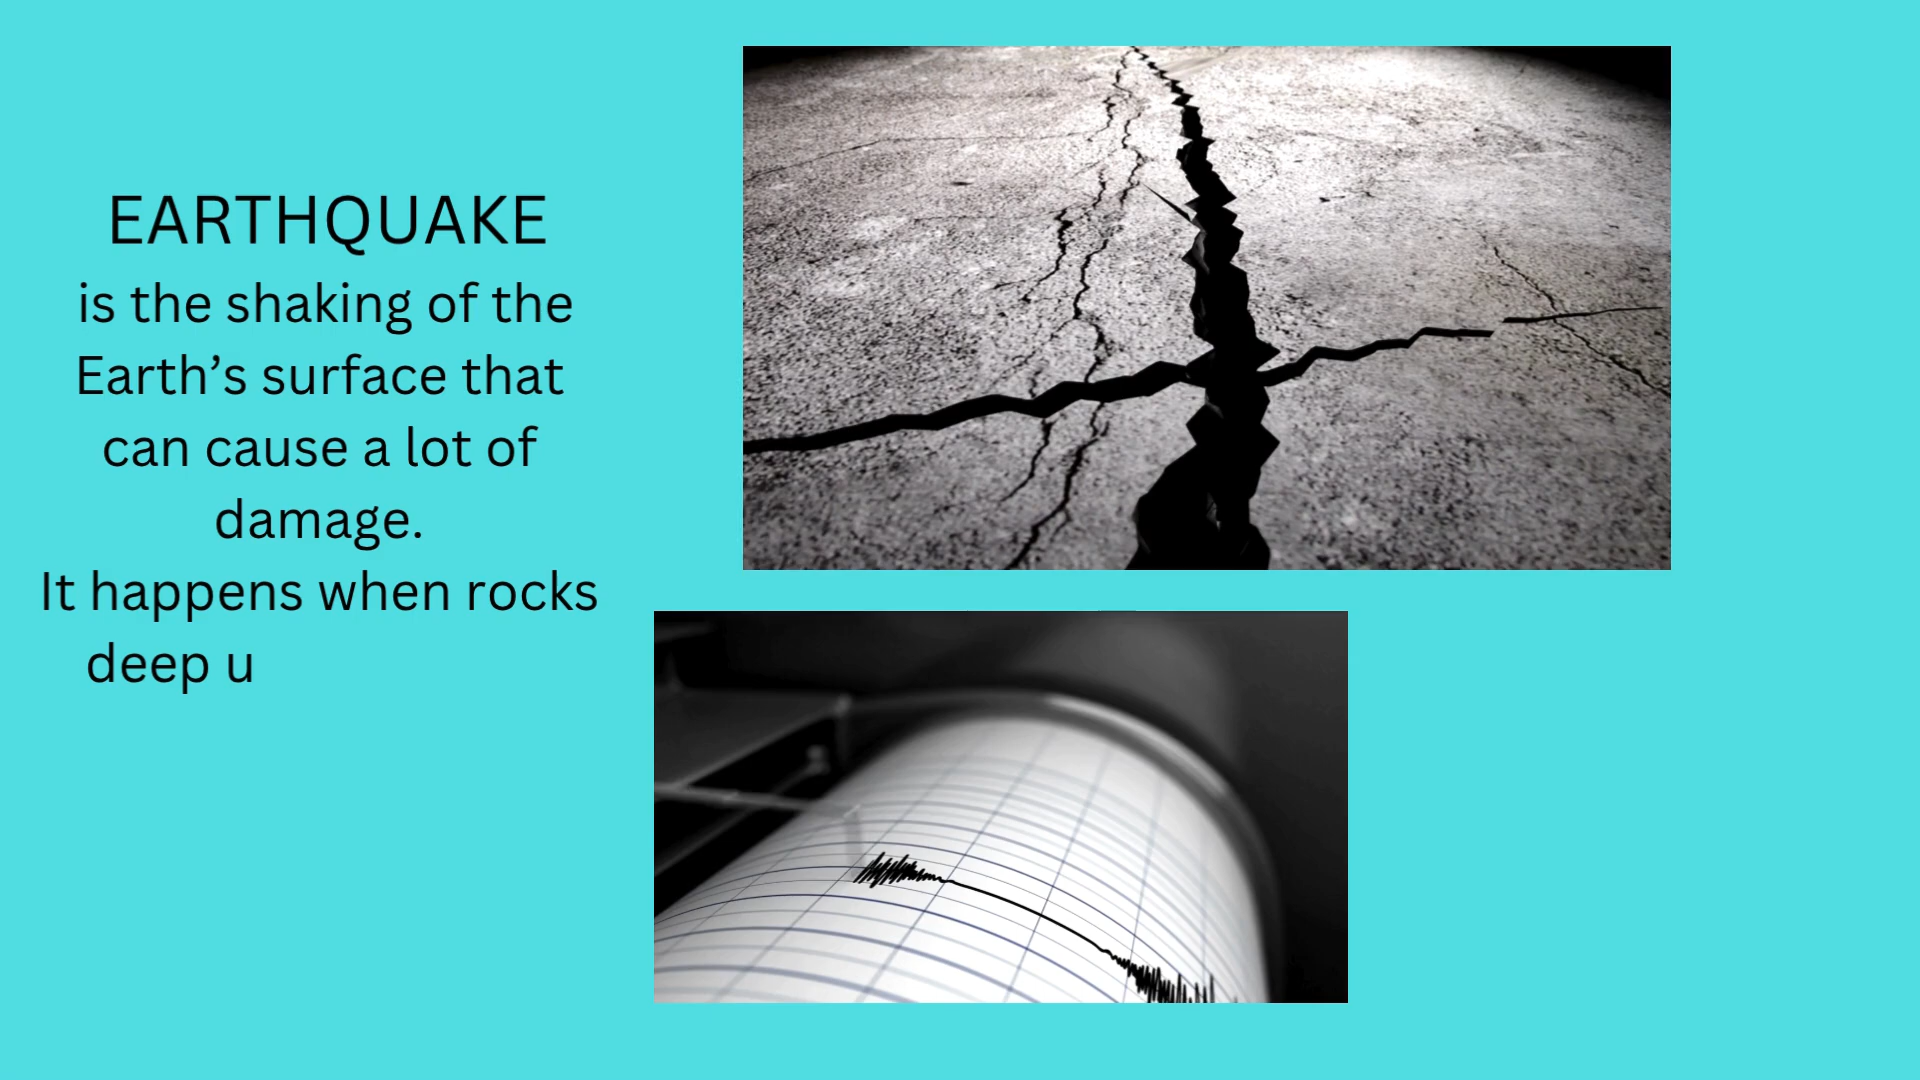 EARTHQUAKE
is the shaking of the
Earth’s surface that
can cause a lot of
damage.
It happens when rocks
deep u